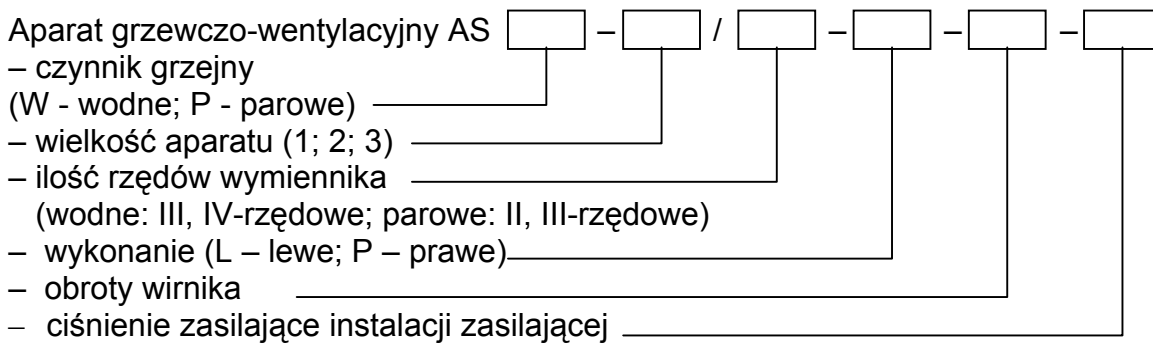 Aparat grzewczo-wentylacyjny AS – / – – –
– czynnik grzejny
(W - wodne; P - parowe)
– wielkość aparatu (1; 2; 3)
– ilość rzędów wymiennika
(wodne: III, IV-rzędowe; parowe: II, III-rzędowe)
– wykonanie (L – lewe; P – prawe)
– obroty wirnika
– ciśnienie zasilające instalacji zasilającej